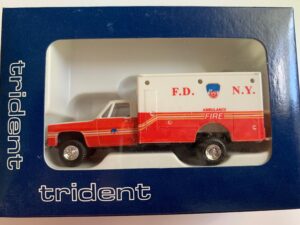 trident
F.D. N.Y.
AMBULANCE
FIRE
trident